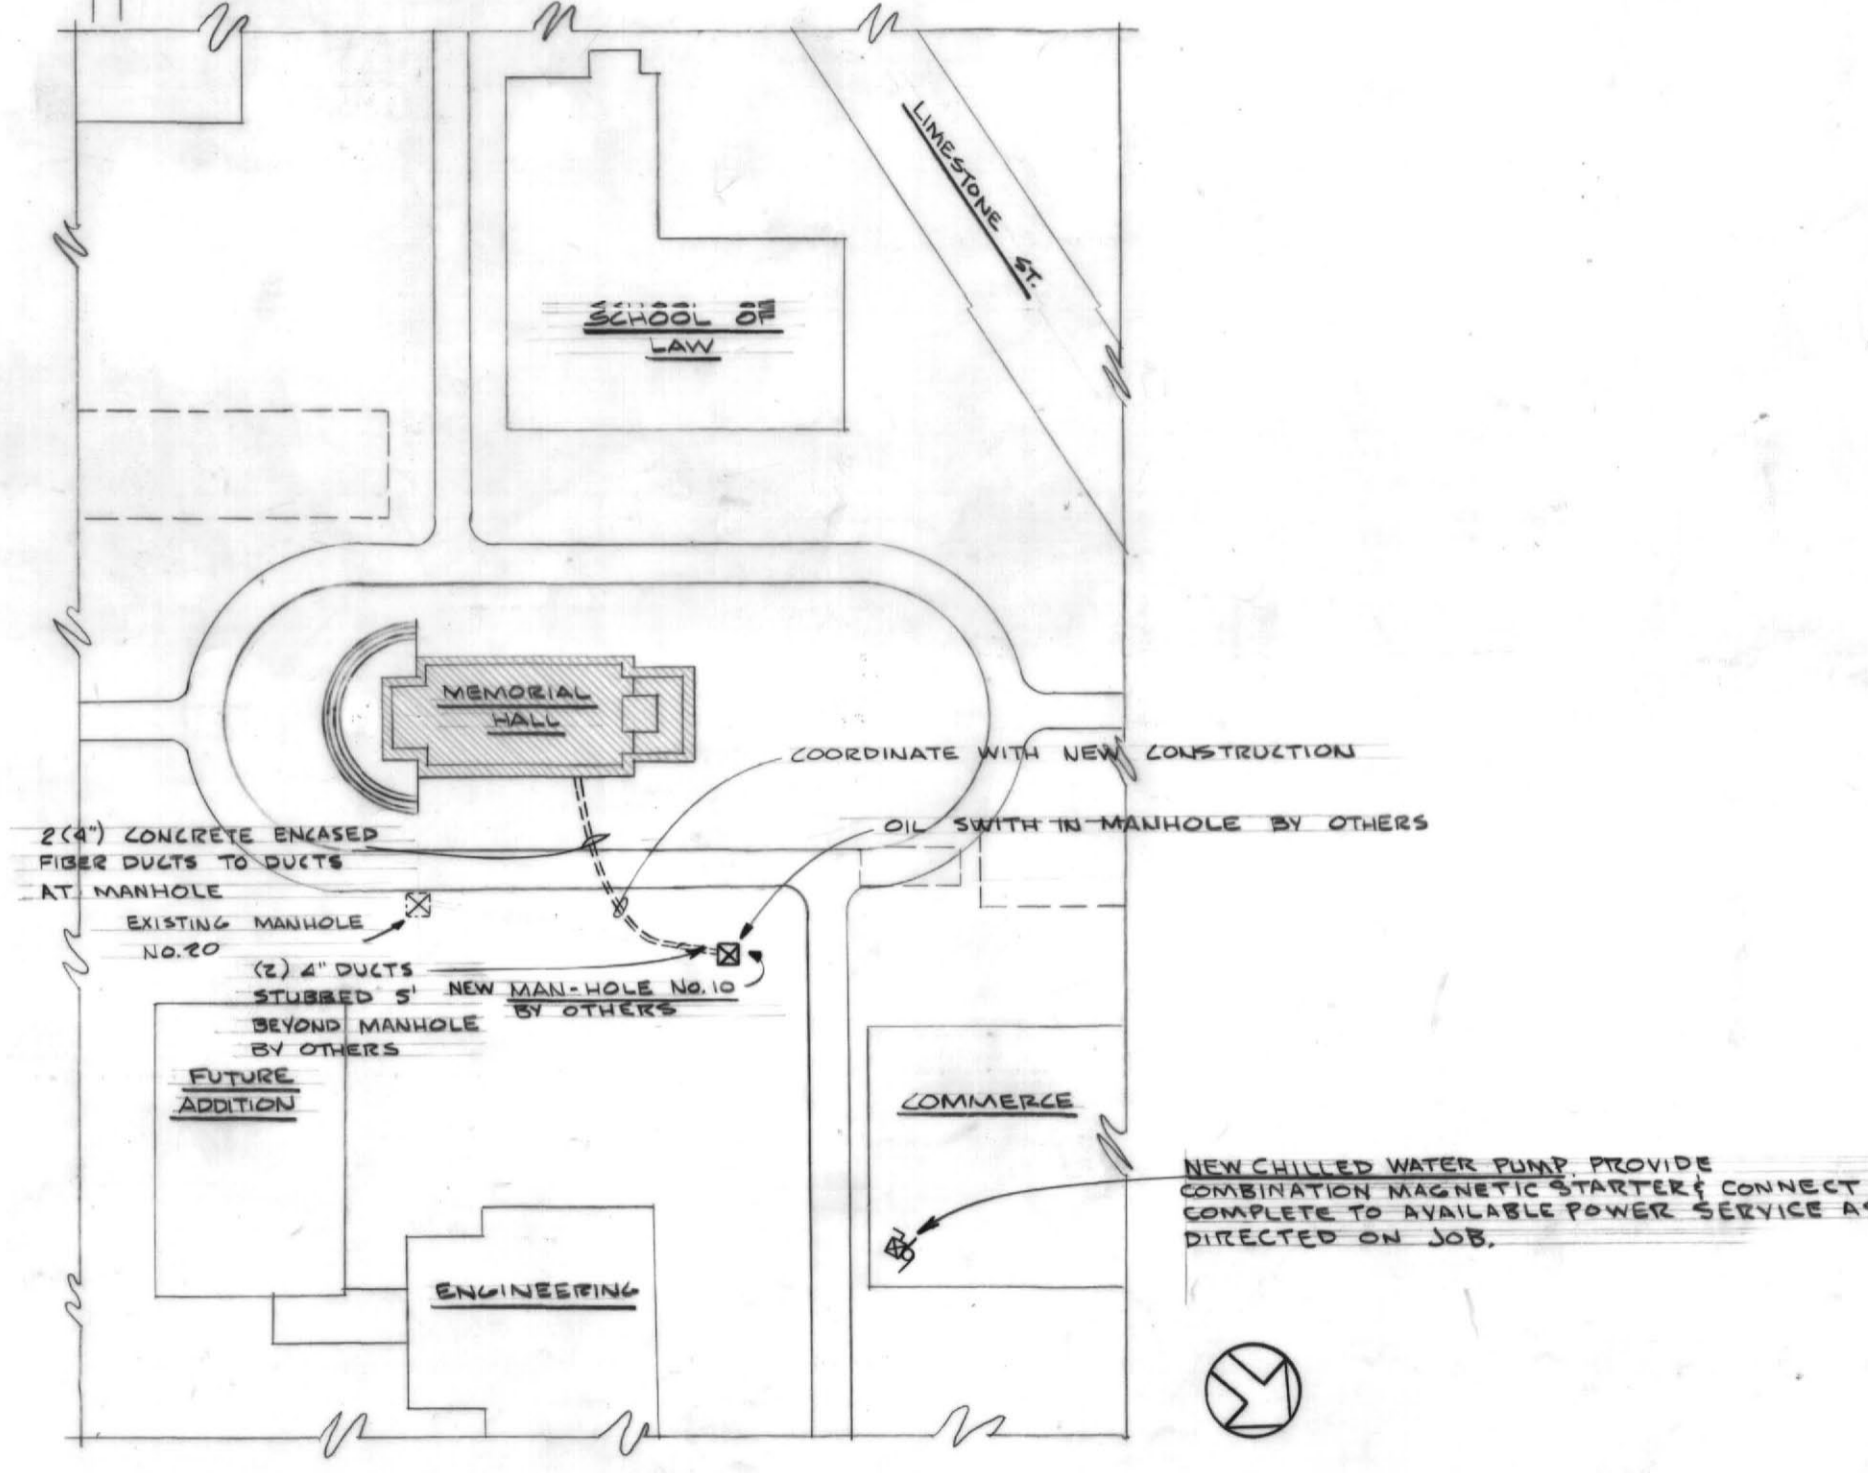 LIMESTONE ST.
SCHOOL OF
LAW
MEMORIAL
HALL
COORDINATE WITH NEW CONSTRUCTION
OIL SWITH IN MANHOLE BY OTHERS
2(4") CONCRETE ENCASED
FIBER DUCTS TO DUCTS
AT MANHOLE
EXISTING MANHOLE
NO.20
(2) 4" DUCTS
STUBBED 5'
BEYOND MANHOLE
BY OTHERS
NEW MAN-HOLE NO.10
BY OTHERS
FUTURE
ADDITION
COMMERCE
ENGINEERING
NEW CHILLED WATER PUMP. PROVIDE
COMBINATION MAGNETIC STARTER & CONNECT
COMPLETE TO AVAILABLE POWER SERVICE AS
DIRECTED ON JOB.